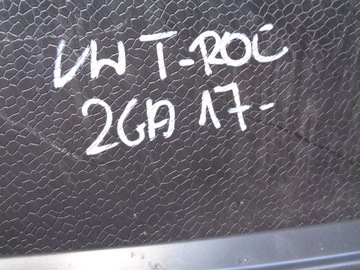 VW T-ROC
2GA 17-